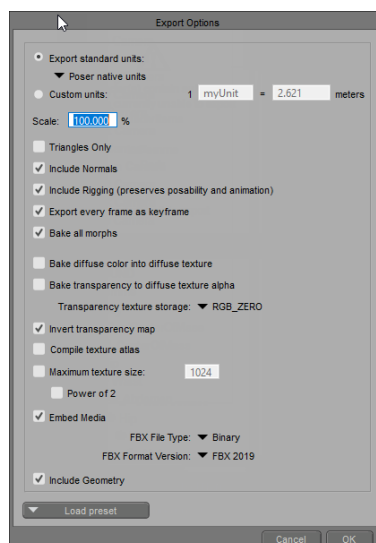 Export Options
Export standard units:
Poser native units
Custom units: 1 myUnit = 2.621 meters
Scale: 100.000 %
Triangles Only
Include Normals
Include Rigging (preserves posability and animation)
Export every frame as keyframe
Bake all morphs
Bake diffuse color into diffuse texture
Bake transparency to diffuse texture alpha
Transparency texture storage: RGB_ZERO
Invert transparency map
Compile texture atlas
Maximum texture size: 1024
Power of 2
Embed Media
FBX File Type: Binary
FBX Format Version: FBX 2019
Include Geometry
Load preset
Cancel OK